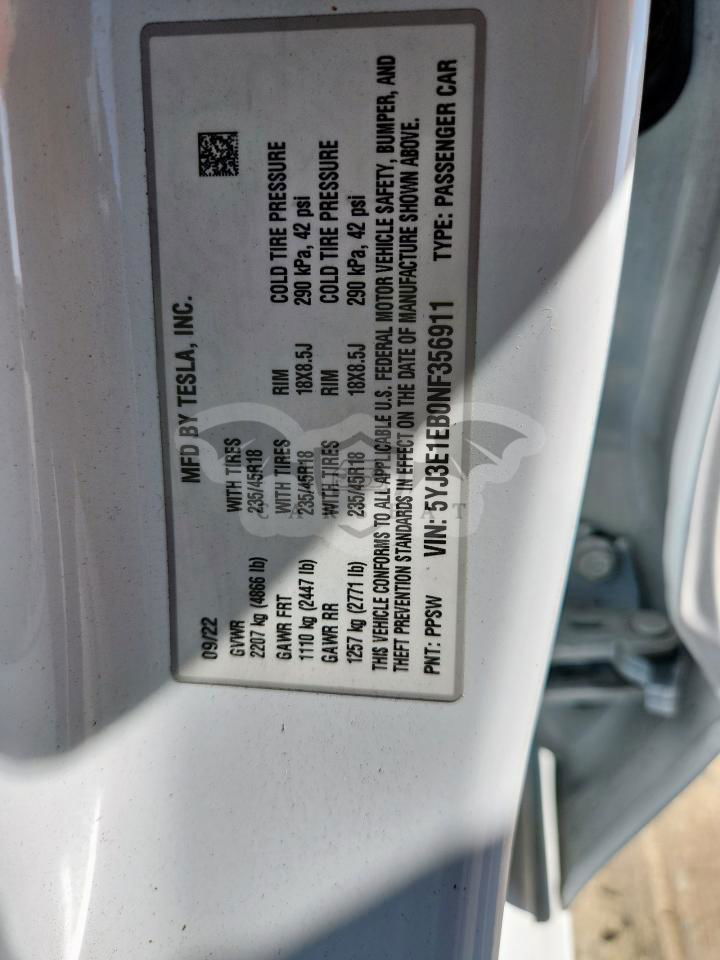 MFD BY TESLA, INC.
09/22
GVWR WITH TIRES
2207 kg (4866 lb) 235/45R18
GAWR FRT WITH TIRES RIM COLD TIRE PRESSURE
1110 kg (2447 lb) 235/45R18 18X8.5J 290 kPa, 42 psi
GAWR RR WITH TIRES RIM COLD TIRE PRESSURE
1257 kg (2771 lb) 235/45R18 18X8.5J 290 kPa, 42 psi
THIS VEHICLE CONFORMS TO ALL APPLICABLE U.S. FEDERAL MOTOR VEHICLE SAFETY, BUMPER, AND
THEFT PREVENTION STANDARDS IN EFFECT ON THE DATE OF MANUFACTURE SHOWN ABOVE.
PNT: PPSW VIN: 5YJ3E1EB0NF356911 TYPE: PASSENGER CAR